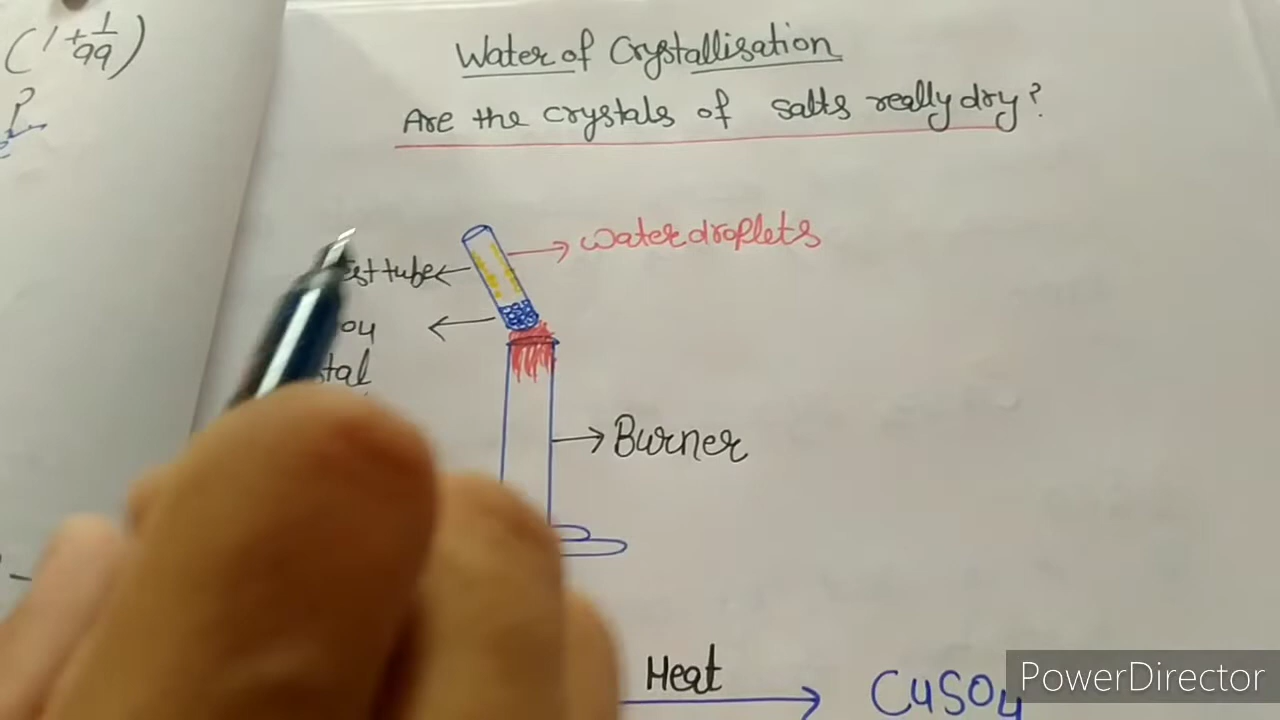 (1+1/99)
Water of Crystallisation
Are the crystals of salts really dry?
Water droplets
test tube
Burner
Heat
CuSO4
PowerDirector